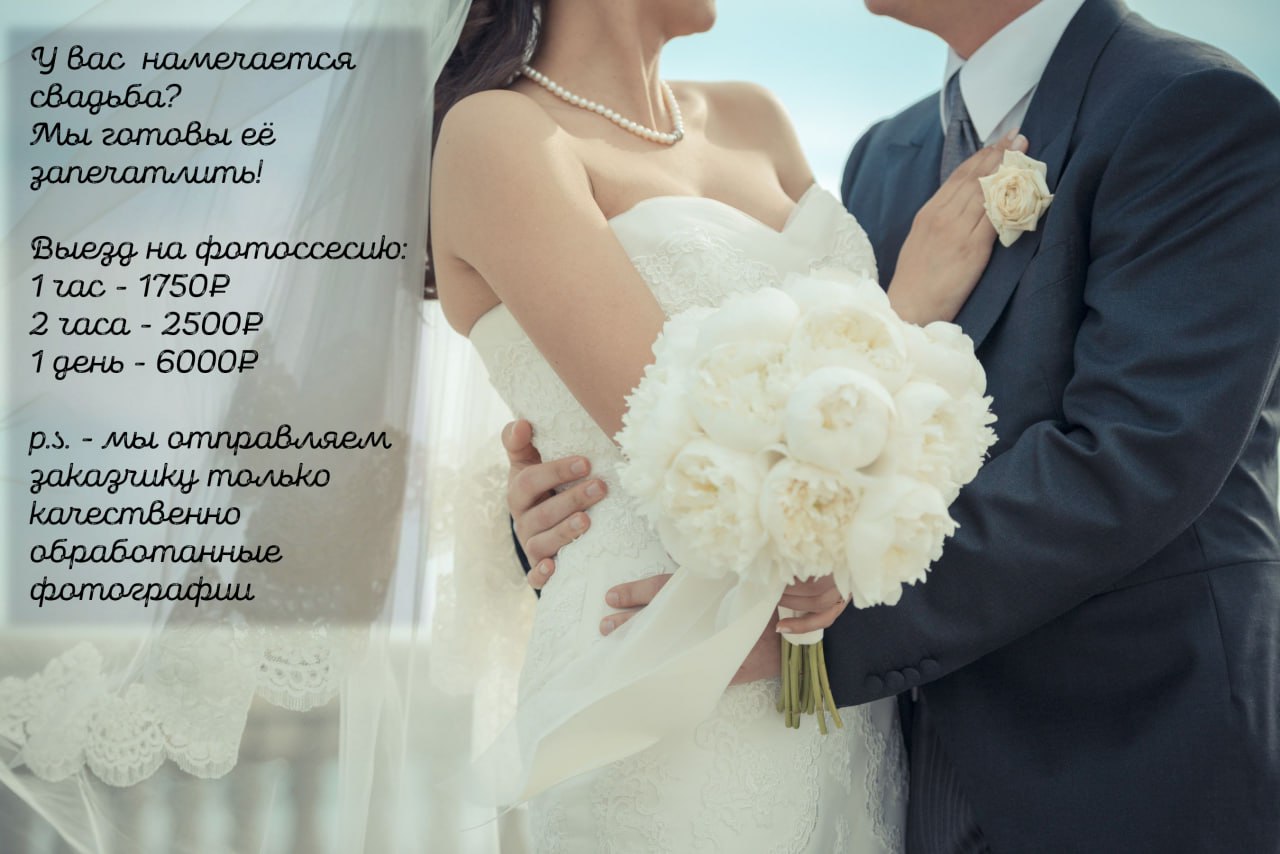 У вас намечается
свадьба?
Мы готовы её
запечатлить!
Выезд на фотоссесию:
1 час - 1750₽
2 часа - 2500₽
1 день - 6000₽
p.s. - мы отправляем
заказчику только
качественно
обработанные
фотографии